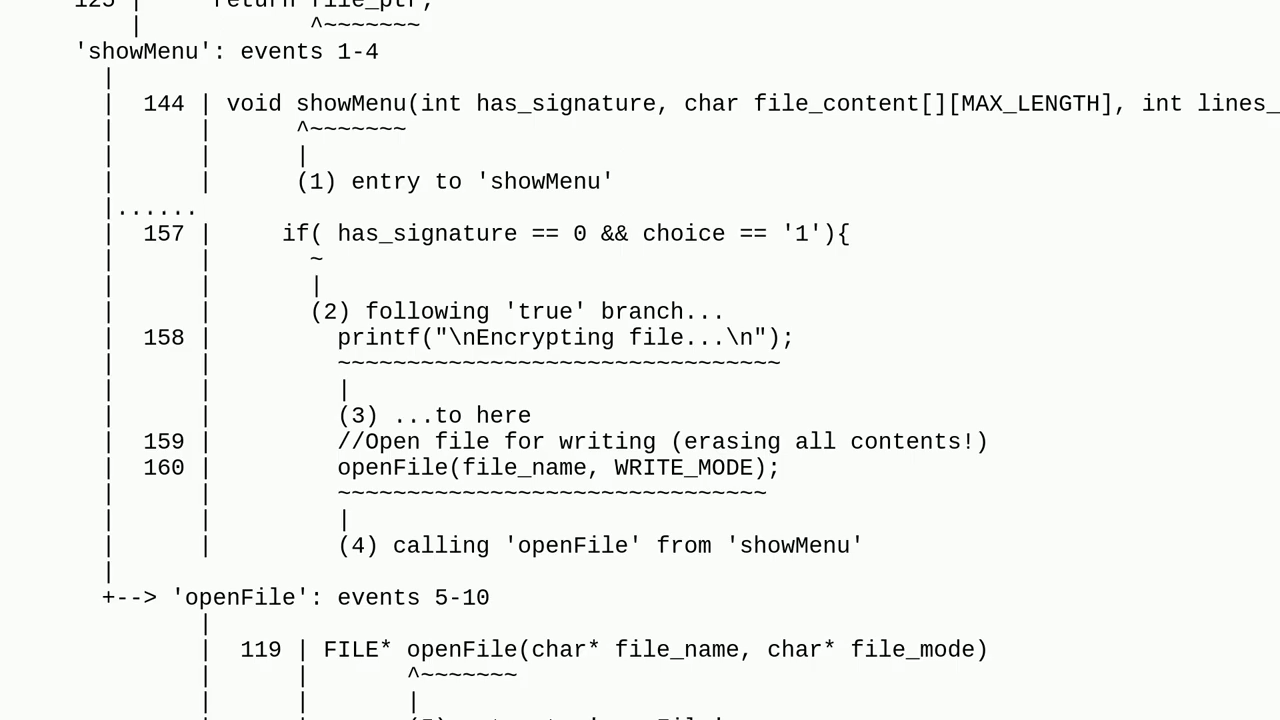 125 |     return file_ptr;
    |            ^~~~~~~~
'showMenu': events 1-4
  |
  |  144 | void showMenu(int has_signature, char file_content[][MAX_LENGTH], int lines_
  |      |      ^~~~~~~~
  |      |      |
  |      |      (1) entry to 'showMenu'
  |......
  |  157 |     if( has_signature == 0 && choice == '1'){
  |      |       ~
  |      |       |
  |      |       (2) following 'true' branch...
  |  158 |         printf("\nEncrypting file...\n");
  |      |         ~~~~~~~~~~~~~~~~~~~~~~~~~~~~~~~~
  |      |         |
  |      |         (3) ...to here
  |  159 |         //Open file for writing (erasing all contents!)
  |  160 |         openFile(file_name, WRITE_MODE);
  |      |         ~~~~~~~~~~~~~~~~~~~~~~~~~~~~~~~
  |      |         |
  |      |         (4) calling 'openFile' from 'showMenu'
  |
  +--> 'openFile': events 5-10
         |
         |  119 | FILE* openFile(char* file_name, char* file_mode)
         |      |       ^~~~~~~~
         |      |       |